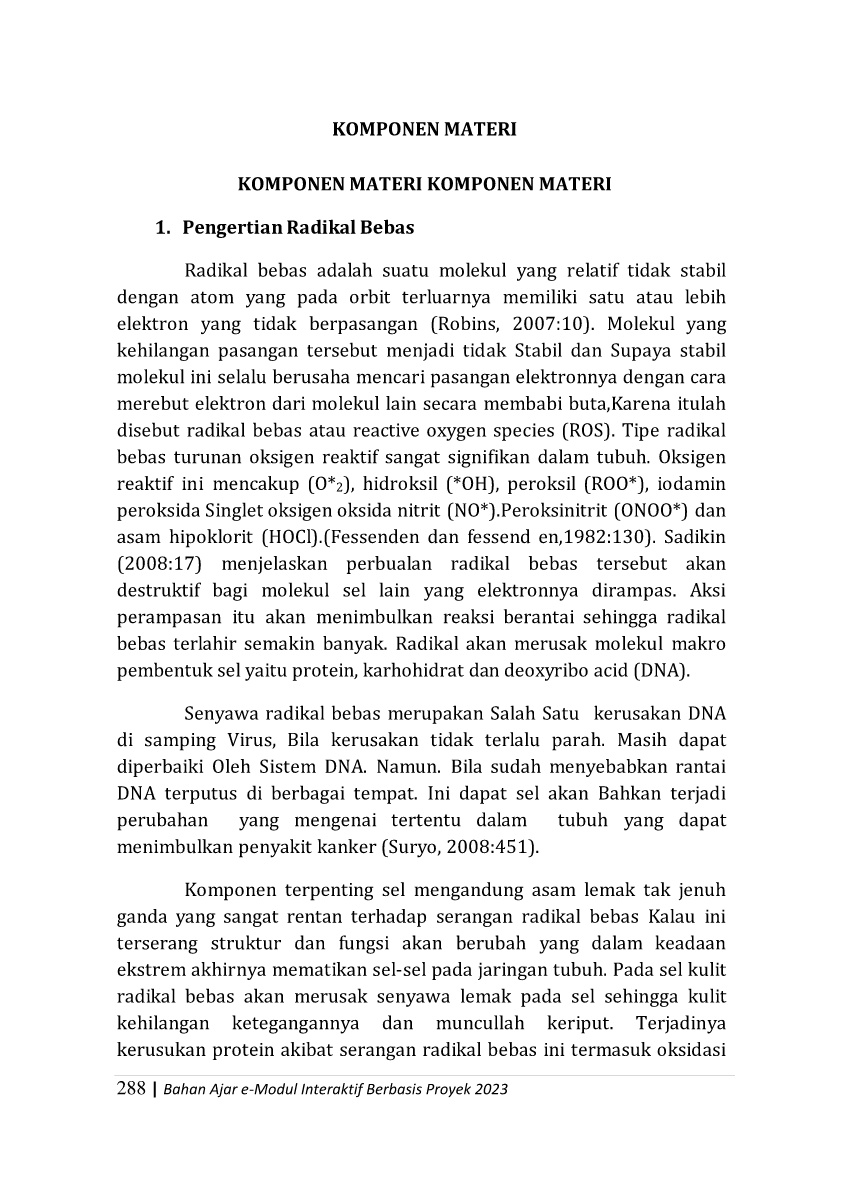 KOMPONEN MATERI
KOMPONEN MATERI KOMPONEN MATERI
1. Pengertian Radikal Bebas
Radikal bebas adalah suatu molekul yang relatif tidak stabil
dengan atom yang pada orbit terluarnya memiliki satu atau lebih
elektron yang tidak berpasangan (Robins, 2007:10). Molekul yang
kehilangan pasangan tersebut menjadi tidak Stabil dan Supaya stabil
molekul ini selalu berusaha mencari pasangan elektronnya dengan cara
merebut elektron dari molekul lain secara membabi buta,Karena itulah
disebut radikal bebas atau reactive oxygen species (ROS). Tipe radikal
bebas turunan oksigen reaktif sangat signifikan dalam tubuh. Oksigen
reaktif ini mencakup (O*₂), hidroksil (*OH), peroksil (ROO*), iodamin
peroksida Singlet oksigen oksida nitrit (NO*).Peroksinitrit (ONOO*) dan
asam hipoklorit (HOCl).(Fessenden dan fessend en,1982:130). Sadikin
(2008:17) menjelaskan perbualan radikal bebas tersebut akan
destruktif bagi molekul sel lain yang elektronnya dirampas. Aksi
perampasan itu akan menimbulkan reaksi berantai sehingga radikal
bebas terlahir semakin banyak. Radikal akan merusak molekul makro
pembentuk sel yaitu protein, karhohidrat dan deoxyribo acid (DNA).
Senyawa radikal bebas merupakan Salah Satu kerusakan DNA
di samping Virus, Bila kerusakan tidak terlalu parah. Masih dapat
diperbaiki Oleh Sistem DNA. Namun. Bila sudah menyebabkan rantai
DNA terputus di berbagai tempat. Ini dapat sel akan Bahkan terjadi
perubahan yang mengenai tertentu dalam tubuh yang dapat
menimbulkan penyakit kanker (Suryo, 2008:451).
Komponen terpenting sel mengandung asam lemak tak jenuh
ganda yang sangat rentan terhadap serangan radikal bebas Kalau ini
terserang struktur dan fungsi akan berubah yang dalam keadaan
ekstrem akhirnya mematikan sel-sel pada jaringan tubuh. Pada sel kulit
radikal bebas akan merusak senyawa lemak pada sel sehingga kulit
kehilangan ketegangannya dan muncullah keriput. Terjadinya
kerusukan protein akibat serangan radikal bebas ini termasuk oksidasi
288 | Bahan Ajar e-Modul Interaktif Berbasis Proyek 2023